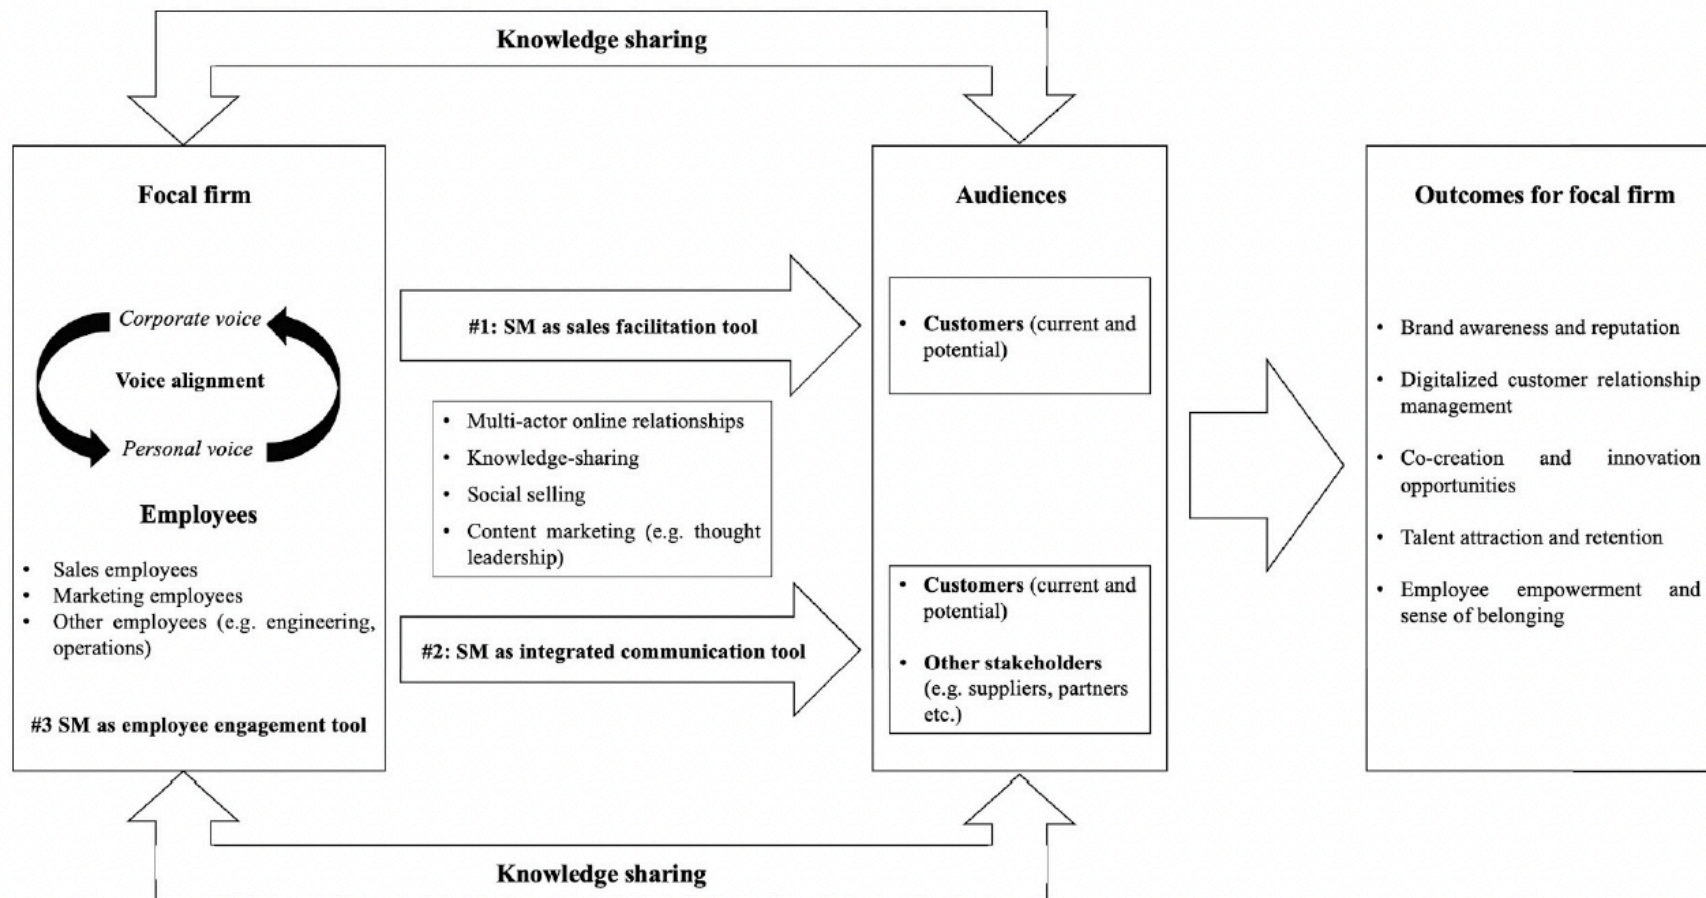 Knowledge sharing
Focal firm
Corporate voice
Voice alignment
Personal voice
Employees
• Sales employees
• Marketing employees
• Other employees (e.g. engineering,
operations)
#3 SM as employee engagement tool
#1: SM as sales facilitation tool
• Multi-actor online relationships
• Knowledge-sharing
• Social selling
• Content marketing (e.g. thought
leadership)
#2: SM as integrated communication tool
Audiences
• Customers (current and
potential)
• Customers (current and
potential)
• Other stakeholders
(e.g. suppliers, partners
etc.)
Outcomes for focal firm
• Brand awareness and reputation
• Digitalized customer relationship
management
• Co-creation and innovation
opportunities
• Talent attraction and retention
• Employee empowerment and
sense of belonging
Knowledge sharing